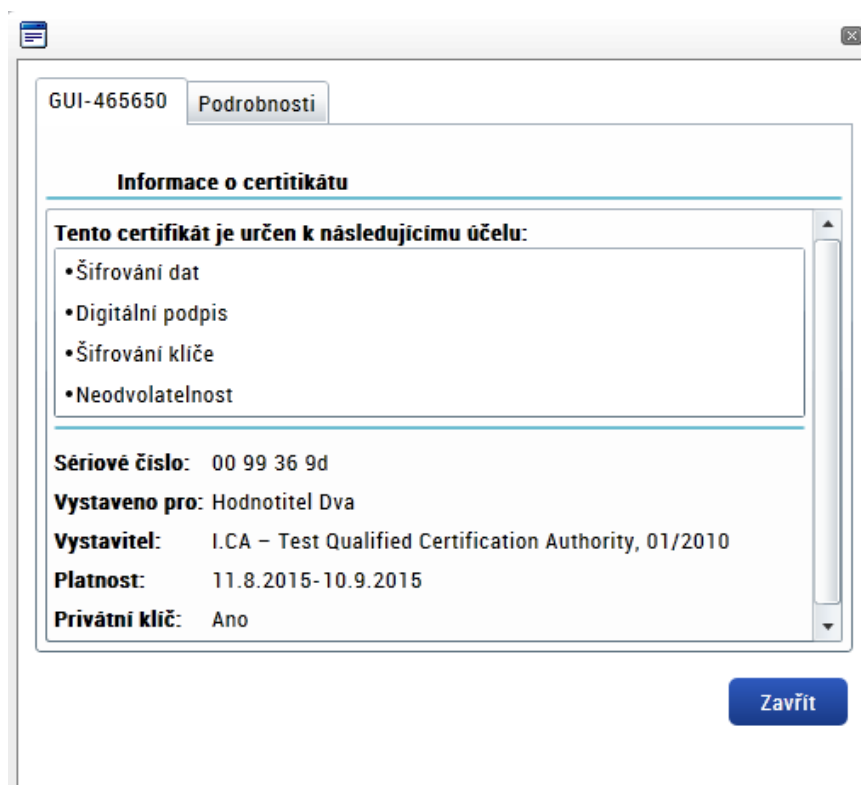 GUI-465650
Podrobnosti
Informace o certitikátu
Tento certifikát je určen k následujícímu účelu:
•Šifrování dat
•Digitální podpis
•Šifrování klíče
•Neodvolatelnost
Sériové číslo: 00 99 36 9d
Vystaveno pro: Hodnotitel Dva
Vystavitel: I.CA – Test Qualified Certification Authority, 01/2010
Platnost: 11.8.2015-10.9.2015
Privátní klíč: Ano
Zavřít